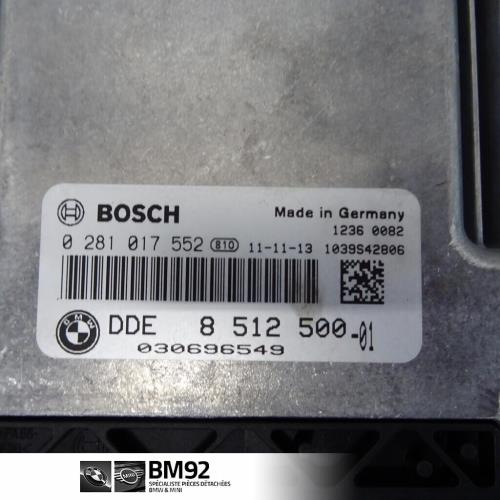 BOSCH
Made in Germany
1236 0082
0 281 017 552 810 11-11-13 1039S42806
BMW
DDE 8 512 500-01
030696549
BM92
SPÉCIALISTE PIÈCES DÉTACHÉES
BMW & MINI